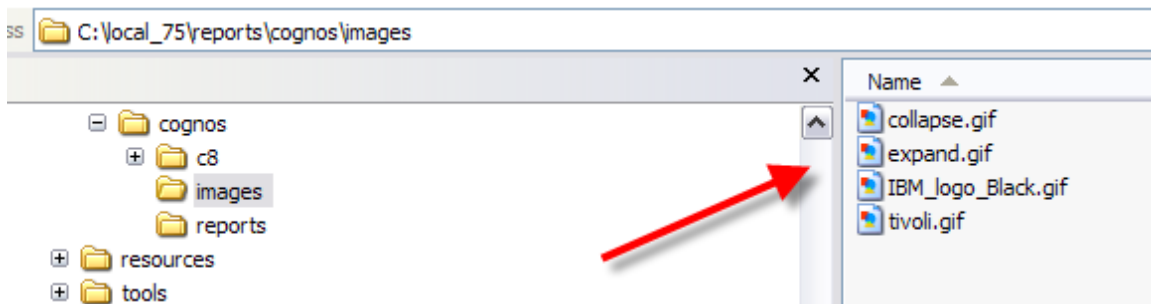 ss C:\local_75\reports\cognos\images
Name
cognos
c8
images
reports
resources
tools
collapse.gif
expand.gif
IBM_logo_Black.gif
tivoli.gif